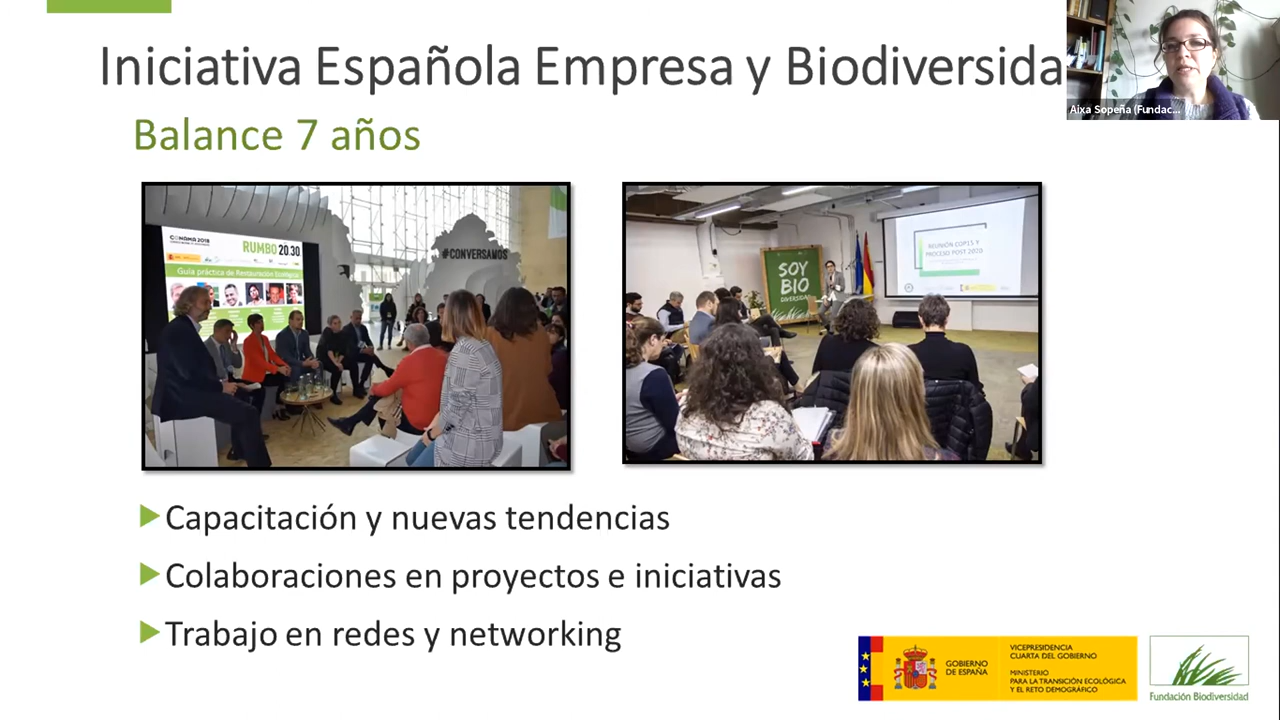 Iniciativa Española Empresa y Biodiversida
Aixa Sopeña (Fundac...
Balance 7 años
CONAMA 2018
RUMBO 20.30
Guía práctica de Restauración Ecológica
#CONVERSAMOS
SOY
BIO
DIVERSIDAD
REUNIÓN COP15 Y
PROCESO POST 2020
Capacitación y nuevas tendencias
Colaboraciones en proyectos e iniciativas
Trabajo en redes y networking
GOBIERNO
DE ESPAÑA
VICEPRESIDENCIA
CUARTA DEL GOBIERNO
MINISTERIO
PARA LA TRANSICIÓN ECOLÓGICA
Y EL RETO DEMOGRÁFICO
Fundación Biodiversidad